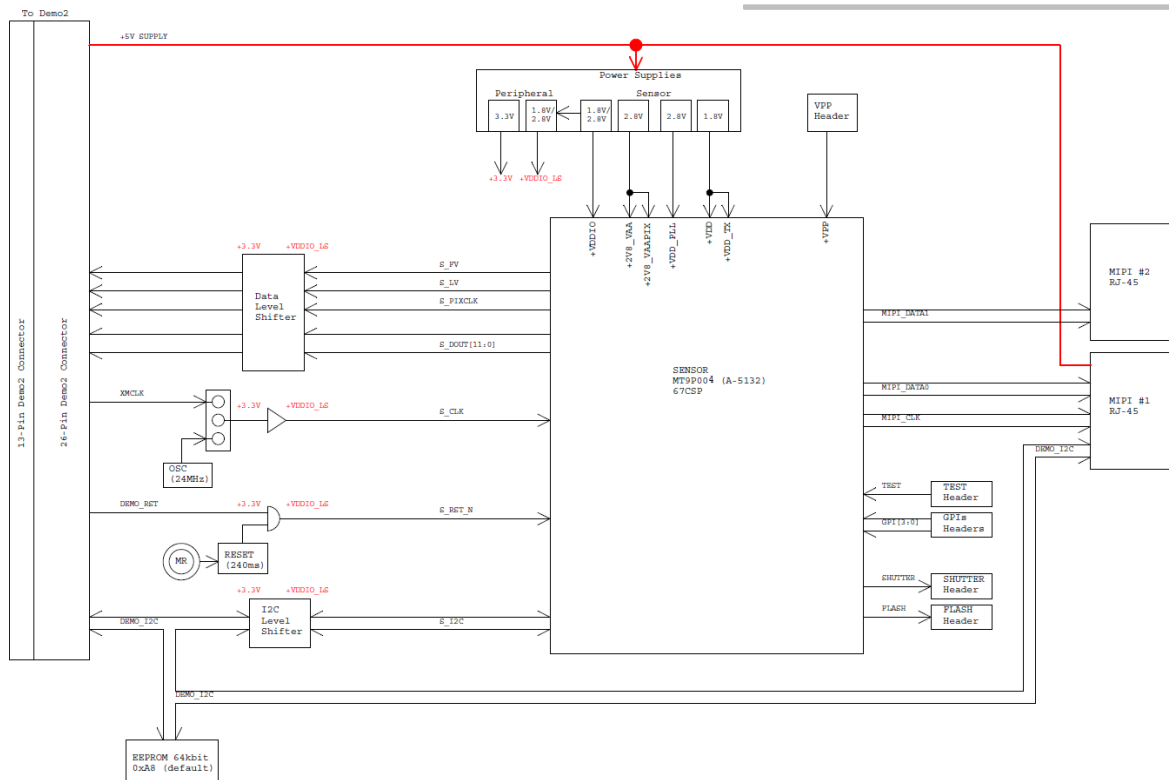 To Demo2
+5V SUPPLY
Power Supplies
Peripheral
Sensor
3.3V
1.8V/
2.8V
1.8V/
2.8V
2.8V
2.8V
1.8V
VPP
Header
+3.3V
+VDDIO_LS
+VDDIO
+2V8_VAA
+2V8_VAAPIX
+VDD_PLL
+VDD
+VDD_TX
+VPP
13-Pin Demo2 Connector
26-Pin Demo2 Connector
+3.3V
+VDDIO_LS
Data
Level
Shifter
S_FV
S_LV
S_PIXCLK
S_DOUT[11:0]
MIPI #2
RJ-45
MIPI_DATA1
SENSOR
MT9P004 (A-5132)
67CSP
MIPI_DATA0
MIPI_CLK
MIPI #1
RJ-45
DEMO_I2C
XMCLK
+3.3V
+VDDIO_LS
S_CLK
OSC
(24MHz)
TEST
TEST
Header
GPI[3:0]
GPIs
Headers
DEMO_RST
+3.3V
+VDDIO_LS
S_RST_N
MR
RESET
(240ms)
SHUTTER
SHUTTER
Header
FLASH
FLASH
Header
+3.3V
+VDDIO_LS
I2C
Level
Shifter
DEMO_I2C
S_I2C
DEMO_I2C
EEPROM 64kbit
0xA8 (default)